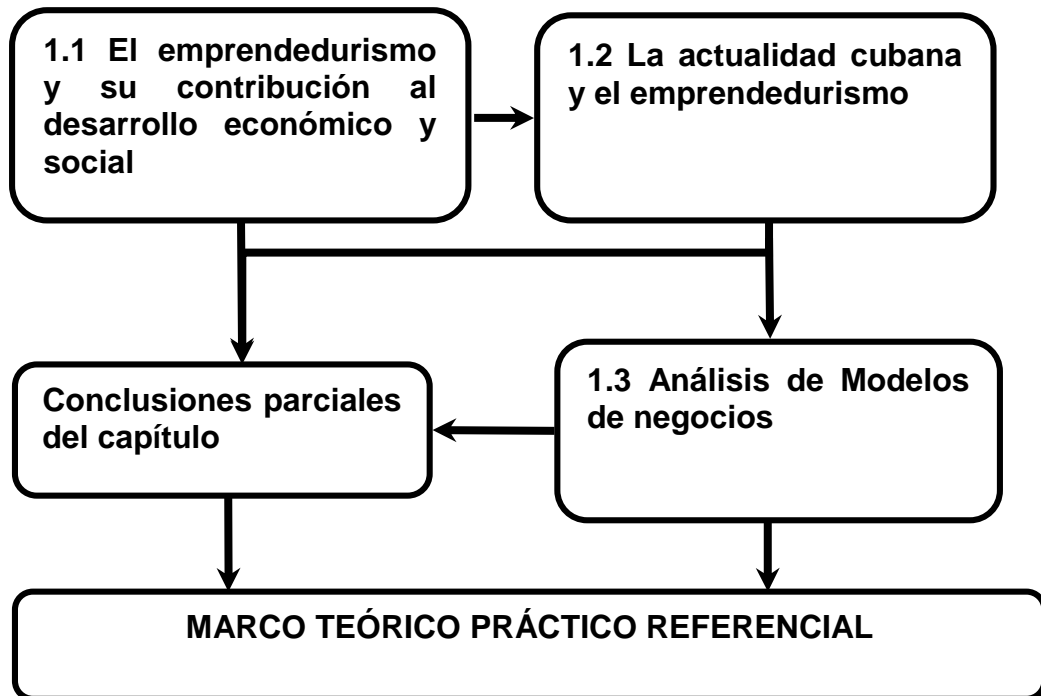 1.1 El emprendedurismo
y su contribución al
desarrollo económico y
social
1.2 La actualidad cubana
y el emprendedurismo
Conclusiones parciales
del capítulo
1.3 Análisis de Modelos
de negocios
MARCO TEÓRICO PRÁCTICO REFERENCIAL